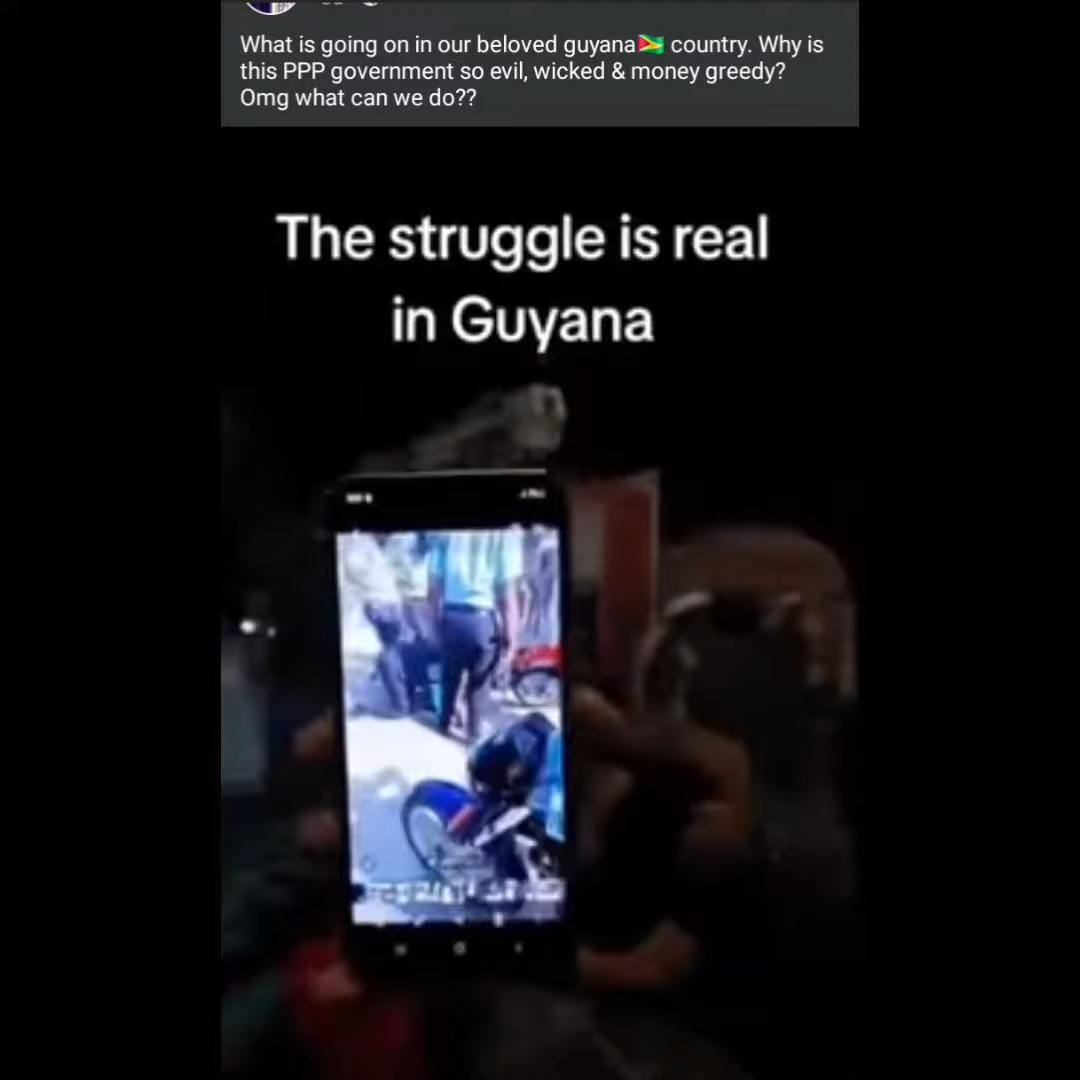 What is going on in our beloved guyana🇬🇾 country. Why is
this PPP government so evil, wicked & money greedy?
Omg what can we do??
The struggle is real
in Guyana